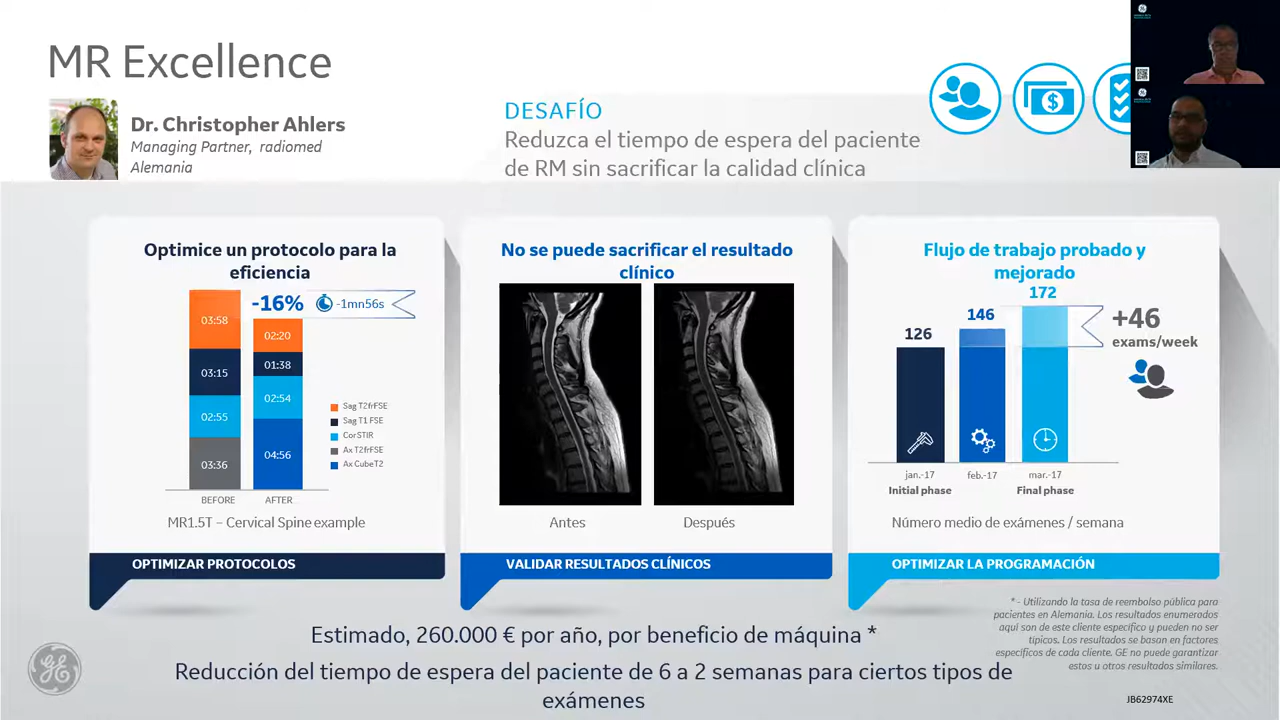 MR Excellence
Dr. Christopher Ahlers
Managing Partner, radiomed
Alemania
DESAFÍO
Reduzca el tiempo de espera del paciente
de RM sin sacrificar la calidad clínica
Optimice un protocolo para la
eficiencia
-16%
-1mn56s
03:58
03:15
02:55
03:36
02:20
01:38
02:54
04:56
Sag T2frFSE
Sag T1 FSE
Cor STIR
Ax T2frFSE
Ax CubeT2
BEFORE
AFTER
MR1.5T – Cervical Spine example
OPTIMIZAR PROTOCOLOS
No se puede sacrificar el resultado
clínico
Antes
Después
VALIDAR RESULTADOS CLÍNICOS
Flujo de trabajo probado y
mejorado
172
146
126
+46
exams/week
jan.-17
feb.-17
mar.-17
Initial phase
Final phase
Número medio de exámenes / semana
OPTIMIZAR LA PROGRAMACIÓN
Estimado, 260.000 € por año, por beneficio de máquina *
Reducción del tiempo de espera del paciente de 6 a 2 semanas para ciertos tipos de
exámenes
* - Utilizando la tasa de reembolso pública para
pacientes en Alemania. Los resultados enumerados
aquí son de este cliente específico y pueden no ser
típicos. Los resultados se basan en factores
específicos de cada cliente. GE no puede garantizar
estos u otros resultados similares.
JB62974XE
GE